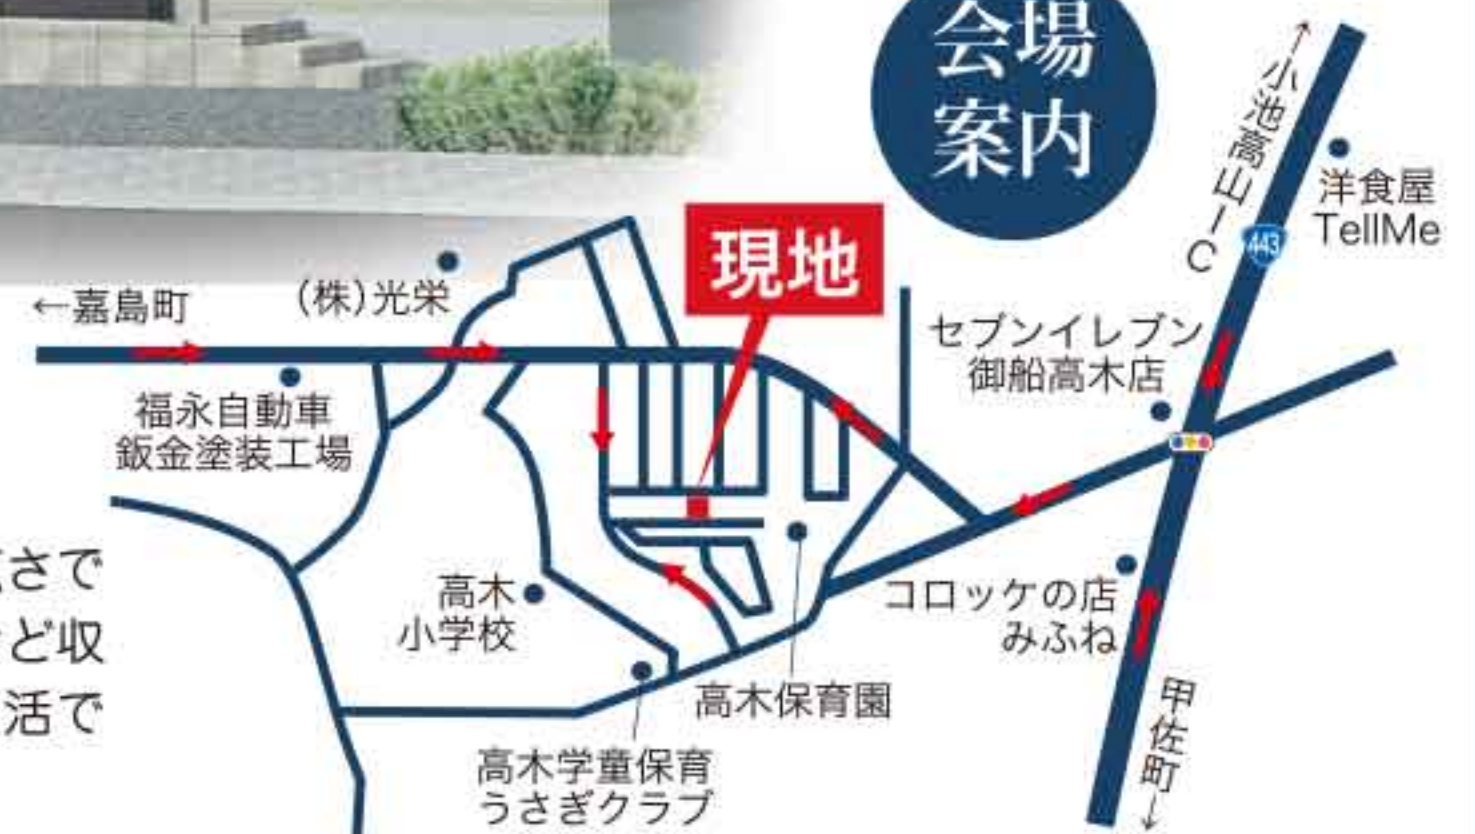 会場
案内
↑小池高山IC
443
洋食屋
TellMe
現地
←嘉島町
(株)光栄
セブンイレブン
御船高木店
福永自動車
鈑金塗装工場
さで
ど収
活で
高木
小学校
コロッケの店
みふね
高木保育園
甲佐町↓
高木学童保育
うさぎクラブ